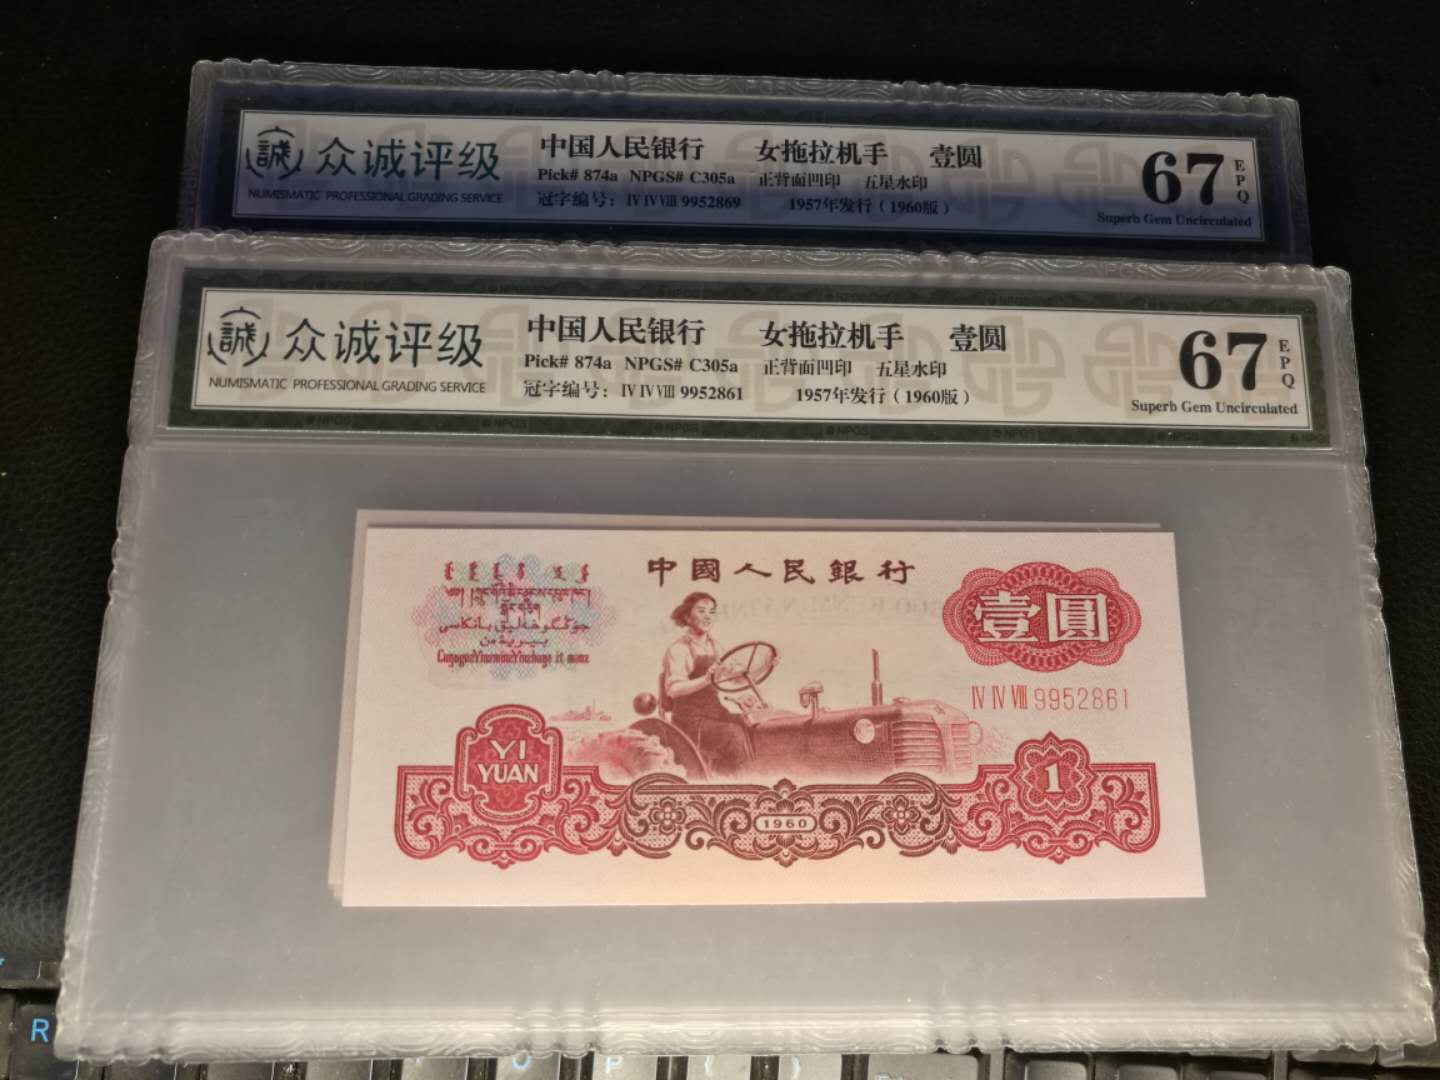 誠 众诚评级
NUMISMATIC PROFESSIONAL GRADING SERVICE
中国人民银行 女拖拉机手 壹圆
Pick# 874a NPGS# C305a 正背面凹印 五星水印
冠字编号：Ⅳ Ⅳ Ⅷ 9952869 1957年发行（1960版）
67 EPQ
Superb Gem Uncirculated
誠 众诚评级
NUMISMATIC PROFESSIONAL GRADING SERVICE
中国人民银行 女拖拉机手 壹圆
Pick# 874a NPGS# C305a 正背面凹印 五星水印
冠字编号：Ⅳ Ⅳ Ⅷ 9952861 1957年发行（1960版）
67 EPQ
Superb Gem Uncirculated
中國人民銀行
壹圓
Ⅳ Ⅳ Ⅷ 9952861
YI
YUAN
1960
1
R
O P